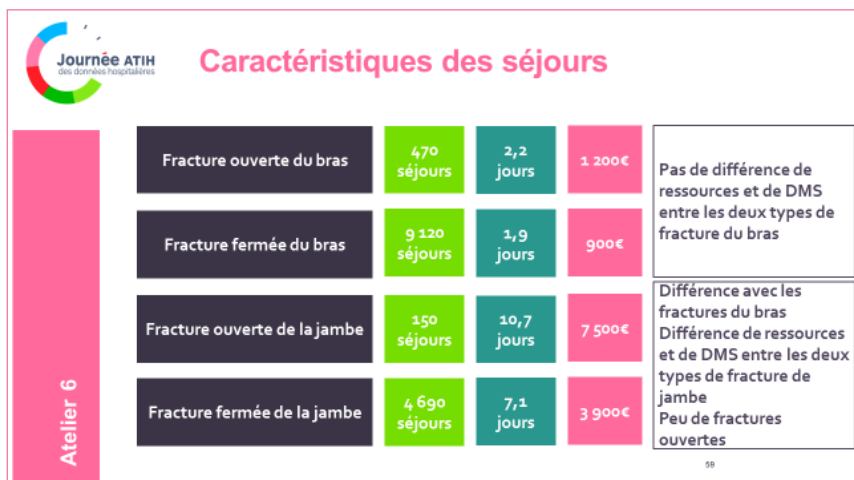 Journée ATIH
des données hospitalières
Caractéristiques des séjours
Atelier 6
Fracture ouverte du bras
470
séjours
2,2
jours
1 200€
Pas de différence de
ressources et de DMS
entre les deux types de
fracture du bras
Fracture fermée du bras
9 120
séjours
1,9
jours
900€
Fracture ouverte de la jambe
150
séjours
10,7
jours
7 500€
Différence avec les
fractures du bras
Différence de ressources
et de DMS entre les deux
types de fracture de
jambe
Peu de fractures
ouvertes
Fracture fermée de la jambe
4 690
séjours
7,1
jours
3 900€
59